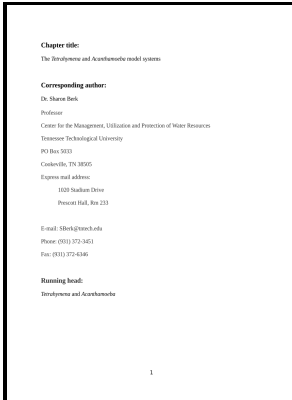 Chapter title:
The Tetrahymena and Acanthamoeba model systems
Corresponding author:
Dr. Sharon Berk
Professor
Center for the Management, Utilization and Protection of Water Resources
Tennessee Technological University
PO Box 5033
Cookeville, TN 38505
Express mail address:
1020 Stadium Drive
Prescott Hall, Rm 233
E-mail: SBerk@tntech.edu
Phone: (931) 372-3451
Fax: (931) 372-6346
Running head:
Tetrahymena and Acanthamoeba
1